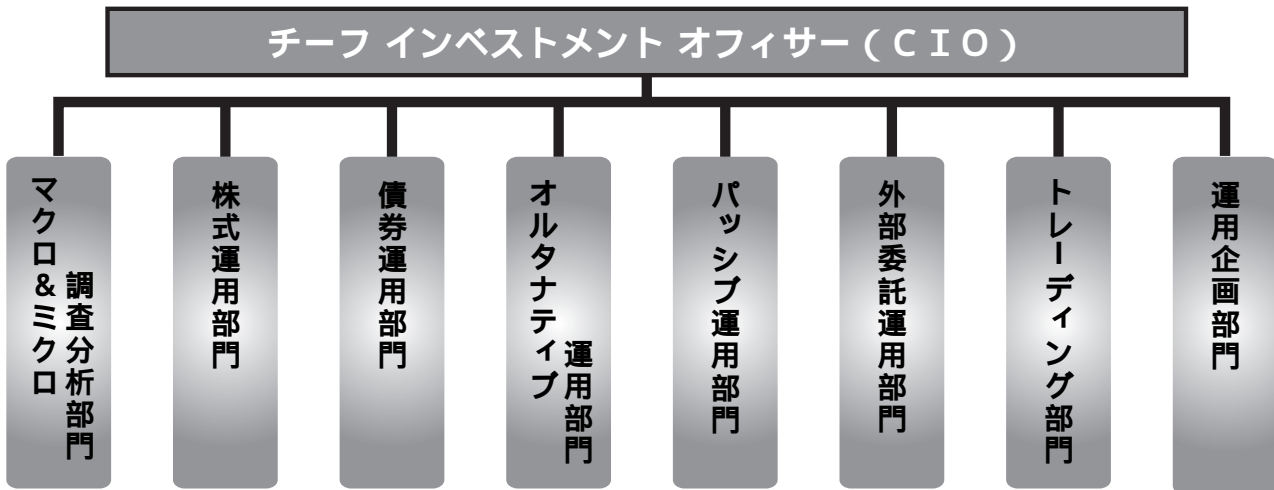 チーフ インベストメント オフィサー(ＣＩＯ)
マクロ&ミクロ
調査分析部門
株式運用部門
債券運用部門
オルタナティブ
運用部門
パッシブ運用部門
外部委託運用部門
トレーディング部門
運用企画部門